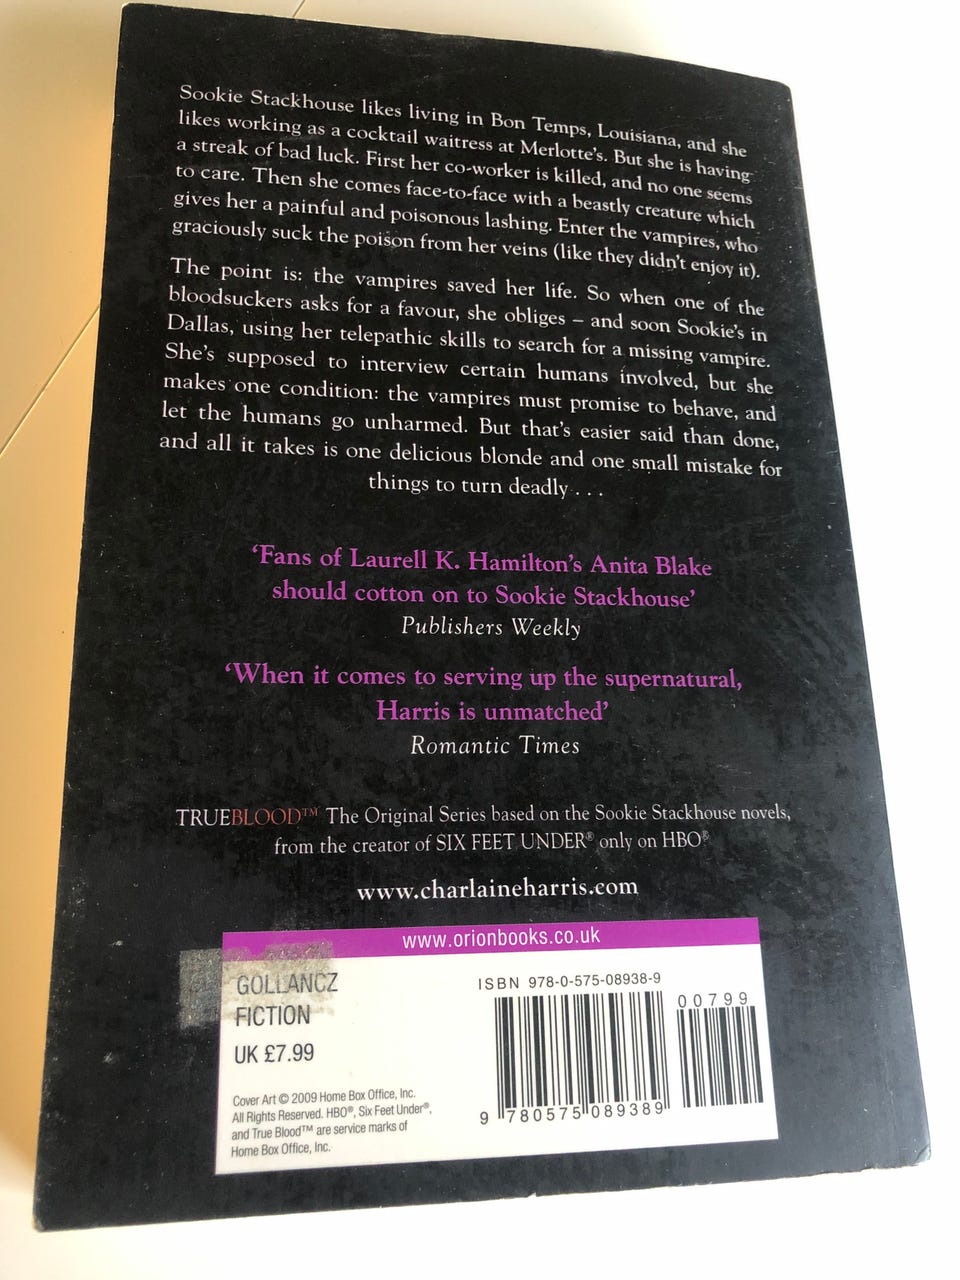 Sookie Stackhouse likes living in Bon Temps, Louisiana, and she
likes working as a cocktail waitress at Merlotte's. But she is having
a streak of bad luck. First her co-worker is killed, and no one seems
to care. Then she comes face-to-face with a beastly creature which
gives her a painful and poisonous lashing. Enter the vampires, who
graciously suck the poison from her veins (like they didn't enjoy it).
The point is: the vampires saved her life. So when one of the
bloodsuckers asks for a favour, she obliges – and soon Sookie's in
Dallas, using her telepathic skills to search for a missing vampire.
She's supposed to interview certain humans involved, but she
makes one condition: the vampires must promise to behave, and
let the humans go unharmed. But that's easier said than done,
and all it takes is one delicious blonde and one small mistake for
things to turn deadly . . .
'Fans of Laurell K. Hamilton's Anita Blake
should cotton on to Sookie Stackhouse'
Publishers Weekly
'When it comes to serving up the supernatural,
Harris is unmatched'
Romantic Times
TRUEBLOOD™ The Original Series based on the Sookie Stackhouse novels,
from the creator of SIX FEET UNDER® only on HBO®
www.charlaineharris.com
www.orionbooks.co.uk
GOLLANCZ
FICTION
UK £7.99
Cover Art © 2009 Home Box Office, Inc.
All Rights Reserved. HBO®, Six Feet Under®,
and True Blood™ are service marks of
Home Box Office, Inc.
ISBN 978-0-575-08938-9
00799
9 780575 089389